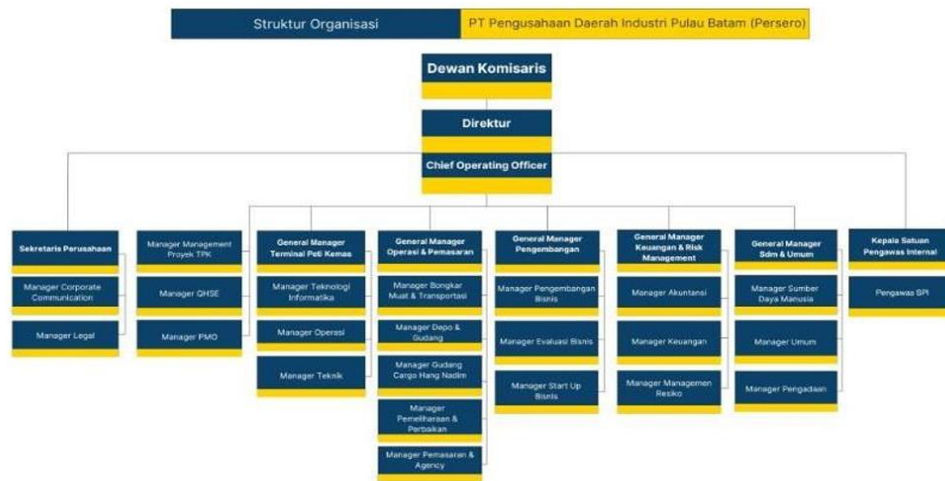 Struktur Organisasi
PT Pengusahaan Daerah Industri Pulau Batam (Persero)
Dewan Komisaris
Direktur
Chief Operating Officer
Sekretaris Perusahaan
Manager Corporate
Communication
Manager Legal
Manager Management
Proyek TPK
Manager QHSE
Manager PMO
General Manager
Terminal Peti Kemas
Manager Teknologi
Informatika
Manager Operasi
Manager Teknik
General Manager
Operasi & Pemasaran
Manager Bongkar
Muat & Transportasi
Manager Depo &
Gudang
Manager Gudang
Cargo Hang Nadim
Manager
Pemeliharaan &
Perbaikan
Manager Pemasaran &
Agency
General Manager
Pengembangan
Manager Pengembangan
Bisnis
Manager Evaluasi Bisnis
Manager Start Up
Bisnis
General Manager
Keuangan & Risk
Management
Manager Akuntansi
Manager Keuangan
Manager Managemen
Resiko
General Manager
Sdm & Umum
Manager Sumber
Daya Manusia
Manager Umum
Manager Pengadaan
Kepala Satuan
Pengawas Internal
Pengawas SPI